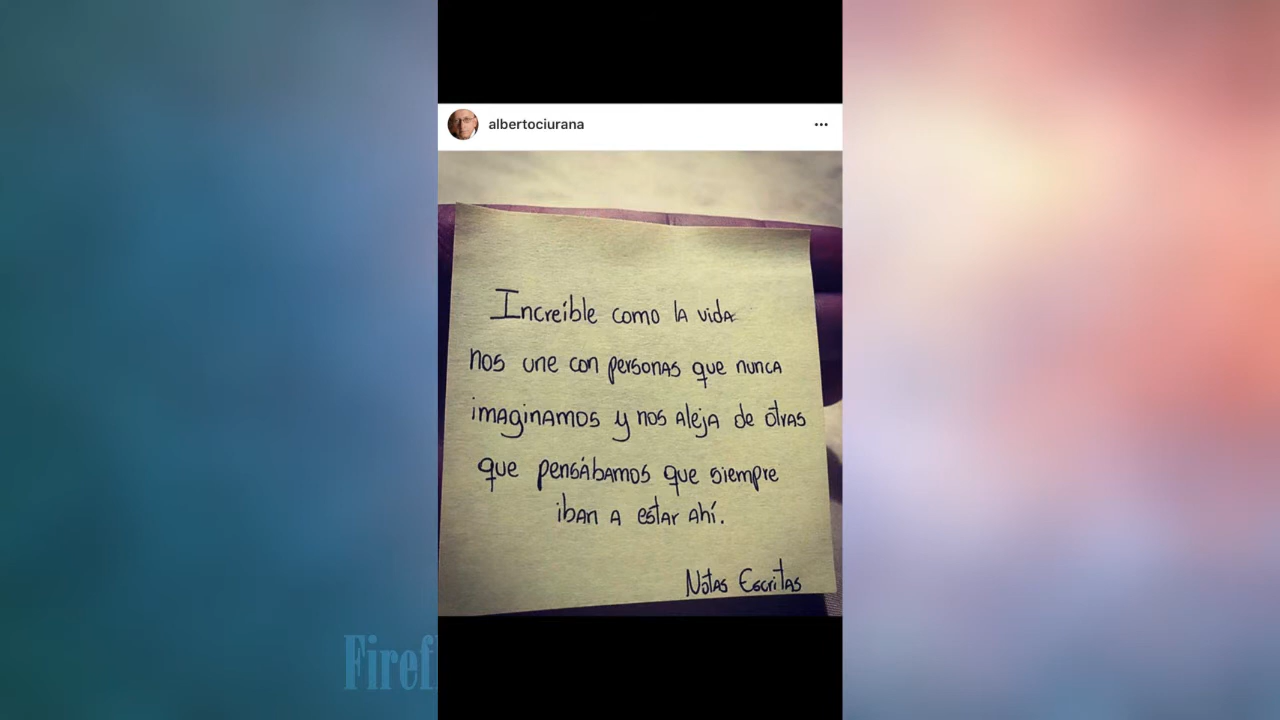 albertociurana
Increíble como la vida
nos une con personas que nunca
imaginamos y nos aleja de otras
que pensábamos que siempre
iban a estar ahí.
Notas Escritas
Firef